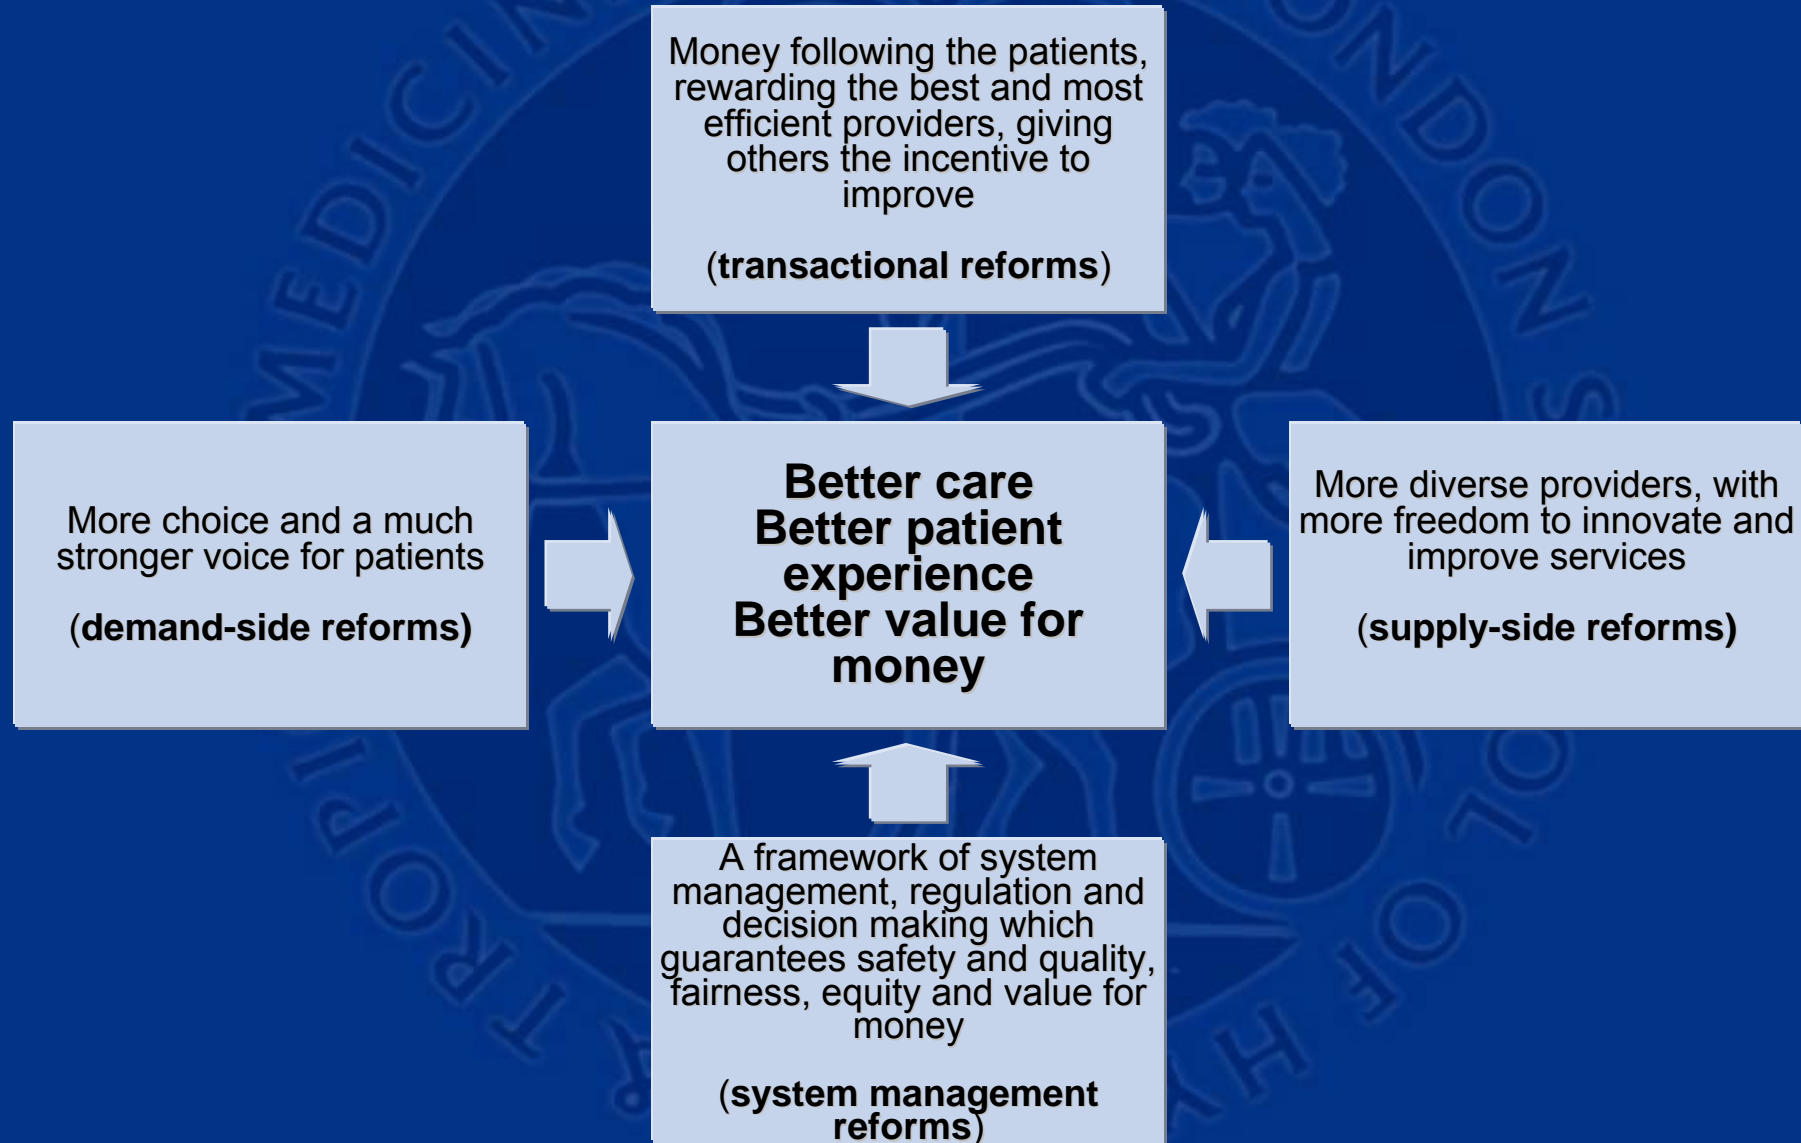 Money following the patients,
rewarding the best and most
efficient providers, giving
others the incentive to
improve
(transactional reforms)
More choice and a much
stronger voice for patients
(demand-side reforms)
Better care
Better patient
experience
Better value for
money
More diverse providers, with
more freedom to innovate and
improve services
(supply-side reforms)
A framework of system
management, regulation and
decision making which
guarantees safety and quality,
fairness, equity and value for
money
(system management
reforms)